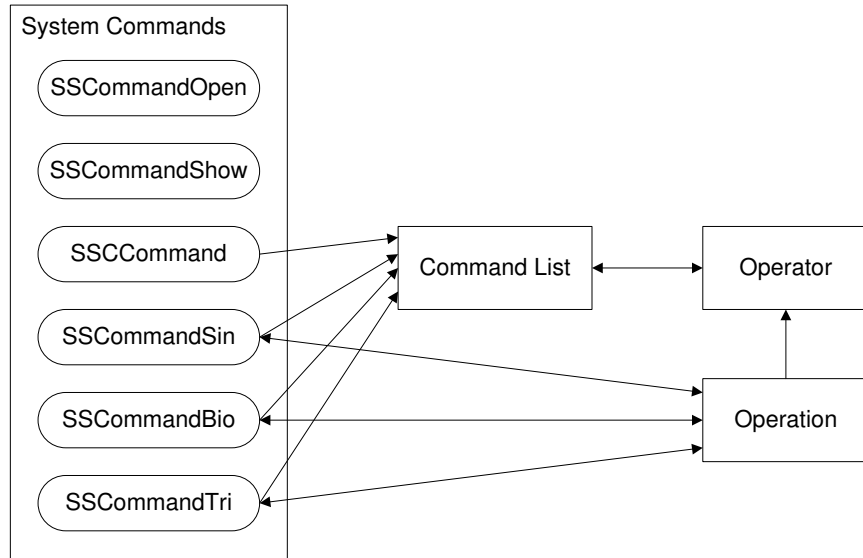 System Commands
SSCommandOpen
SSCommandShow
SSCCommand
Command List
Operator
SSCommandSin
SSCommandBio
Operation
SSCommandTri